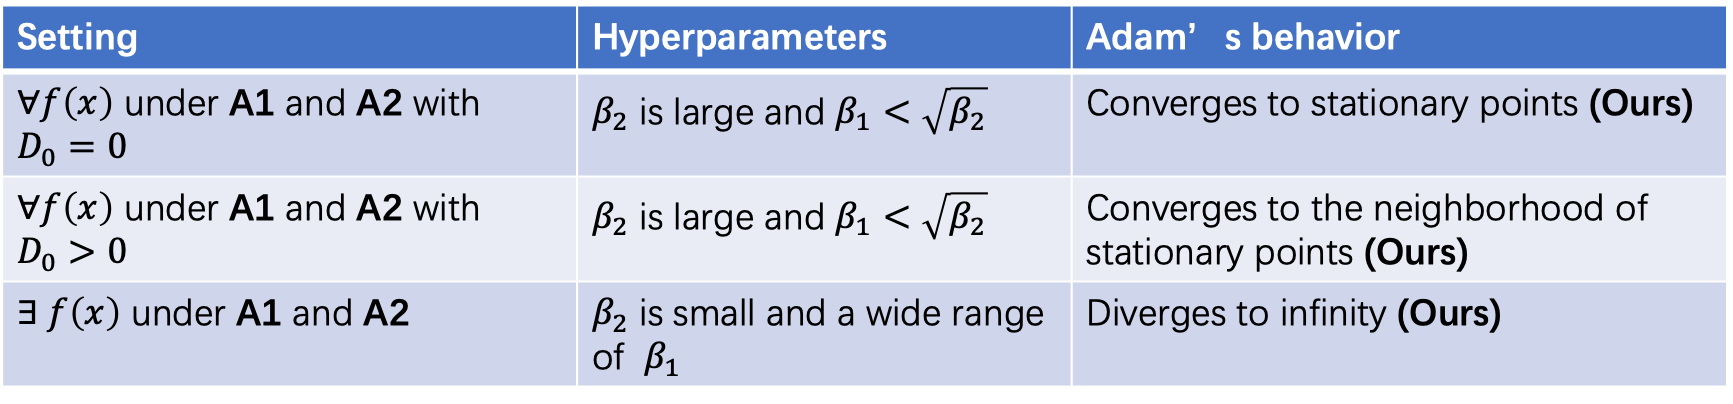 Setting Hyperparameters Adam’ s behavior
∀f(x) under A1 and A2 with
D₀ = 0
β₂ is large and β₁ < √β₂
Converges to stationary points (Ours)
∀f(x) under A1 and A2 with
D₀ > 0
β₂ is large and β₁ < √β₂
Converges to the neighborhood of
stationary points (Ours)
∃ f(x) under A1 and A2
β₂ is small and a wide range
of β₁
Diverges to infinity (Ours)